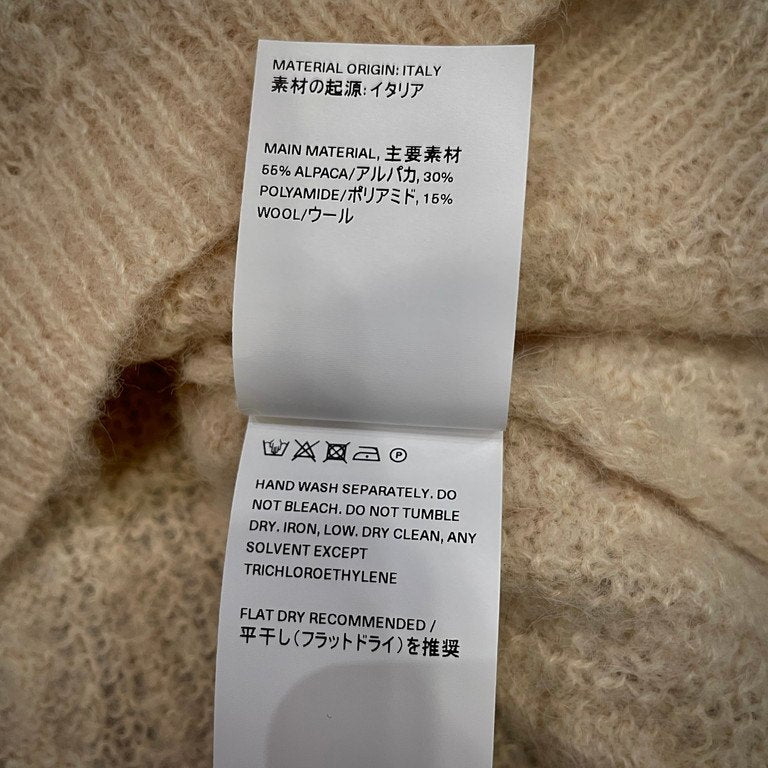 MATERIAL ORIGIN: ITALY
素材の起源: イタリア
MAIN MATERIAL, 主要素材
55% ALPACA/アルパカ, 30%
POLYAMIDE/ポリアミド, 15%
WOOL/ウール
P
HAND WASH SEPARATELY. DO
NOT BLEACH. DO NOT TUMBLE
DRY. IRON, LOW. DRY CLEAN, ANY
SOLVENT EXCEPT
TRICHLOROETHYLENE
FLAT DRY RECOMMENDED /
平干し(フラットドライ)を推奨